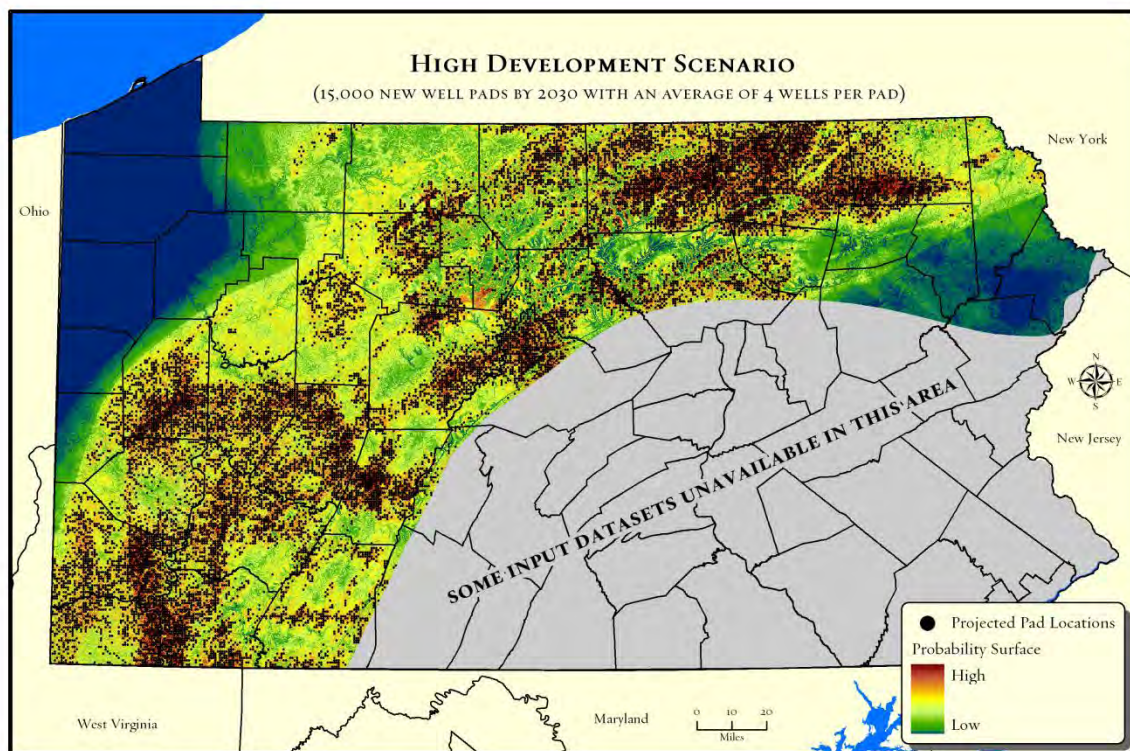 HIGH DEVELOPMENT SCENARIO
(15,000 NEW WELL PADS BY 2030 WITH AN AVERAGE OF 4 WELLS PER PAD)
New York
Ohio
N
W E
S
New Jersey
SOME INPUT DATASETS UNAVAILABLE IN THIS AREA
Projected Pad Locations
Probability Surface
High
Low
West Virginia
Maryland
0 10 20
Miles